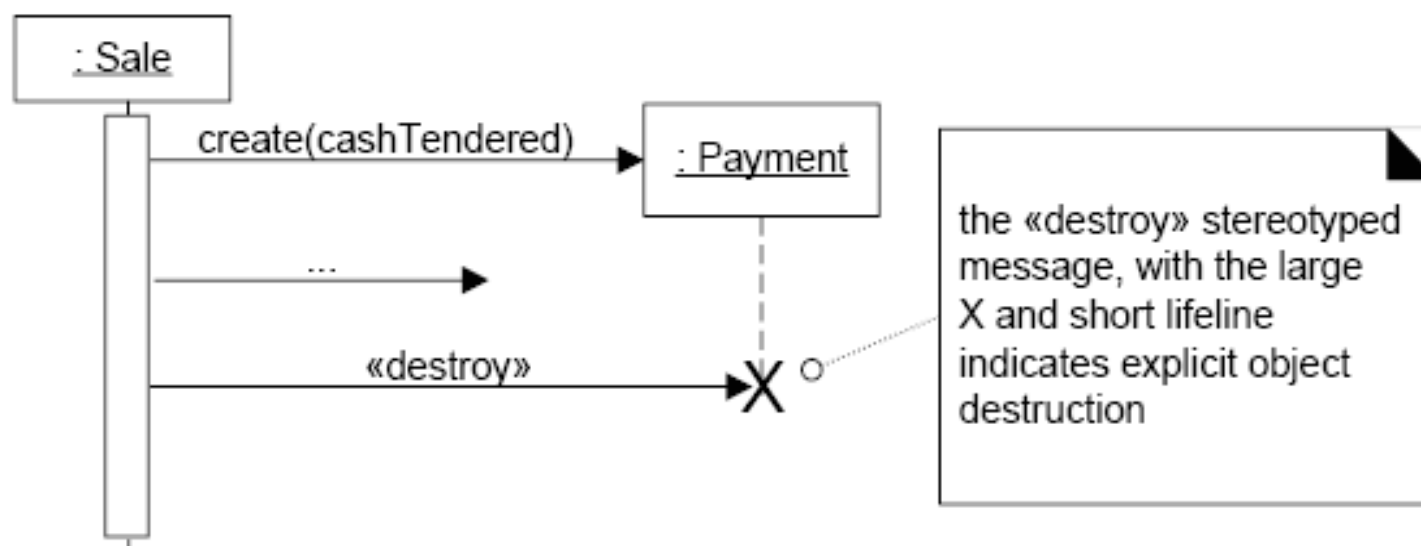 : Sale
create(cashTendered)
: Payment
...
«destroy»
X
the «destroy» stereotyped
message, with the large
X and short lifeline
indicates explicit object
destruction